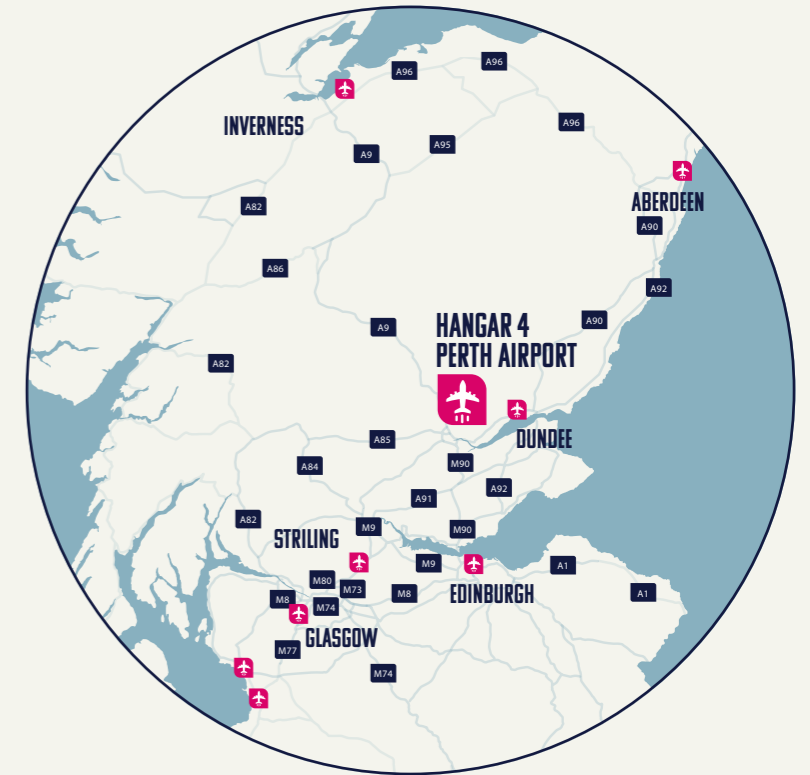 A96
A96
INVERNESS
A96
A95
A9
ABERDEEN
A82
A90
A86
A92
HANGAR 4
PERTH AIRPORT
A90
A9
A82
DUNDEE
A85
M90
A84
A92
A91
A82
M9
M90
STRILING
M9
A1
M80
M73
M8
EDINBURGH
A1
M8
M74
GLASGOW
M77
M74